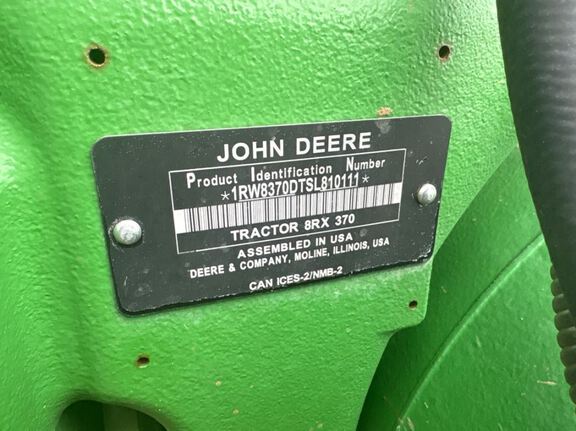 JOHN DEERE
Product Identification Number
*1RW8370DTSL810111*
TRACTOR 8RX 370
ASSEMBLED IN USA
DEERE & COMPANY, MOLINE, ILLINOIS, USA
CAN ICES-2/NMB-2